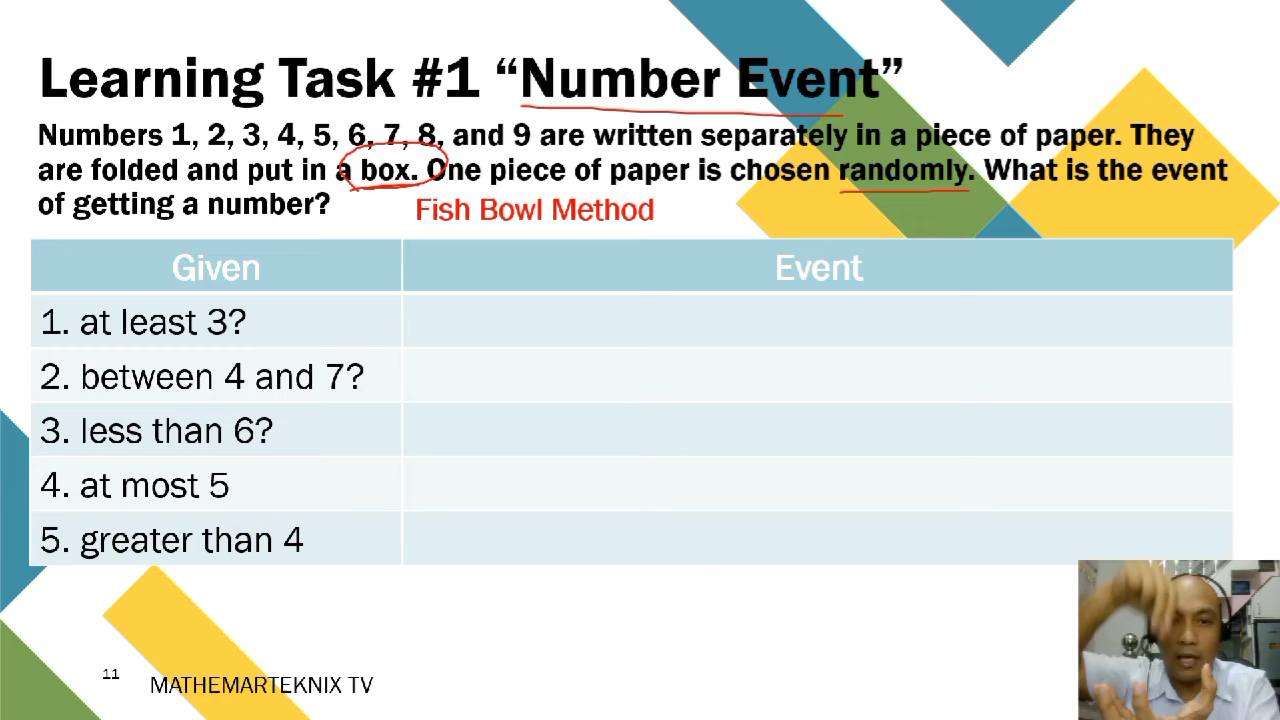 Learning Task #1 “Number Event”
Numbers 1, 2, 3, 4, 5, 6, 7, 8, and 9 are written separately in a piece of paper. They
are folded and put in a box. One piece of paper is chosen randomly. What is the event
of getting a number?
Fish Bowl Method
Given Event
1. at least 3?
2. between 4 and 7?
3. less than 6?
4. at most 5
5. greater than 4
11
MATHEMARTEKNIX TV